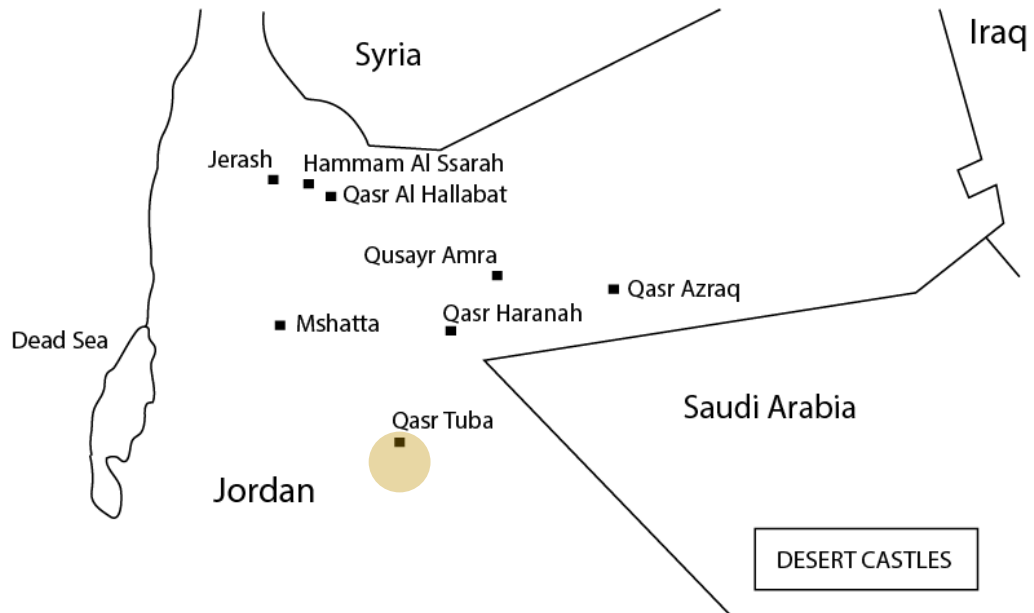 Syria
Iraq
Jerash
Hammam Al Ssarah
Qasr Al Hallabat
Qusayr Amra
Qasr Azraq
Qasr Haranah
Mshatta
Dead Sea
Saudi Arabia
Qasr Tuba
Jordan
DESERT CASTLES